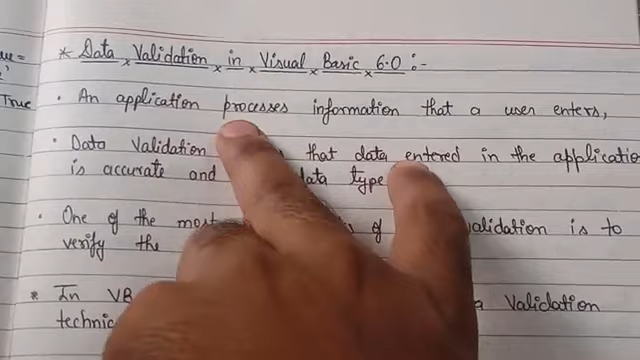 * Data Validation in Visual Basic 6.0 :-
True
• An application processes information that a user enters,
• Data Validation that data entered in the applicatio
is accurate and data type
• One of the most of validation is to
verify the
* In VB Validation
technic